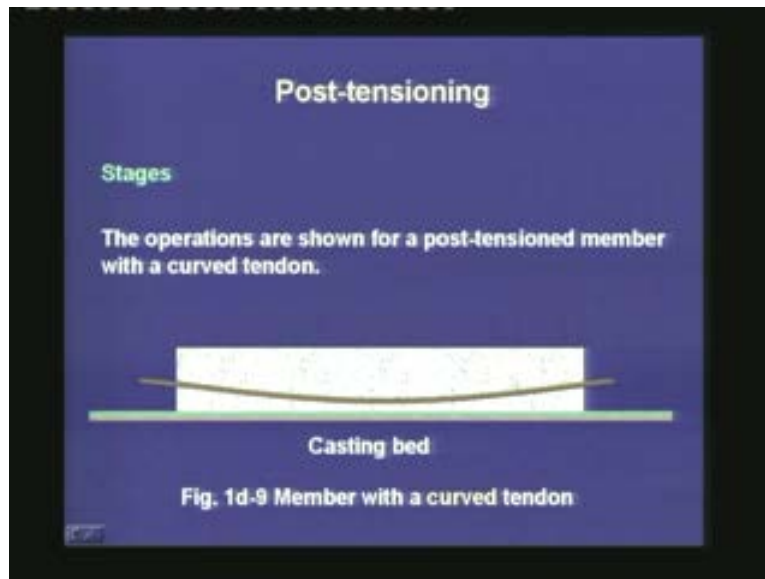 Post-tensioning
Stages
The operations are shown for a post-tensioned member
with a curved tendon.
Casting bed
Fig. 1d-9 Member with a curved tendon